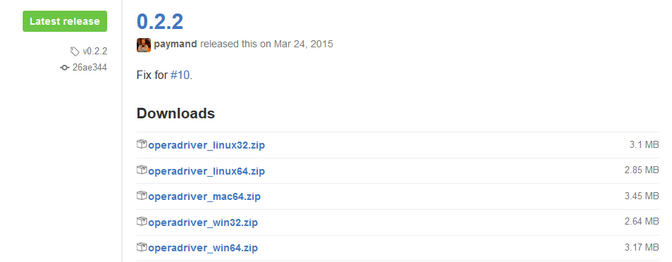 Latest release
v0.2.2
26ae344
0.2.2
paymand released this on Mar 24, 2015
Fix for #10.
Downloads
operadriver_linux32.zip 3.1 MB
operadriver_linux64.zip 2.85 MB
operadriver_mac64.zip 3.45 MB
operadriver_win32.zip 2.64 MB
operadriver_win64.zip 3.17 MB